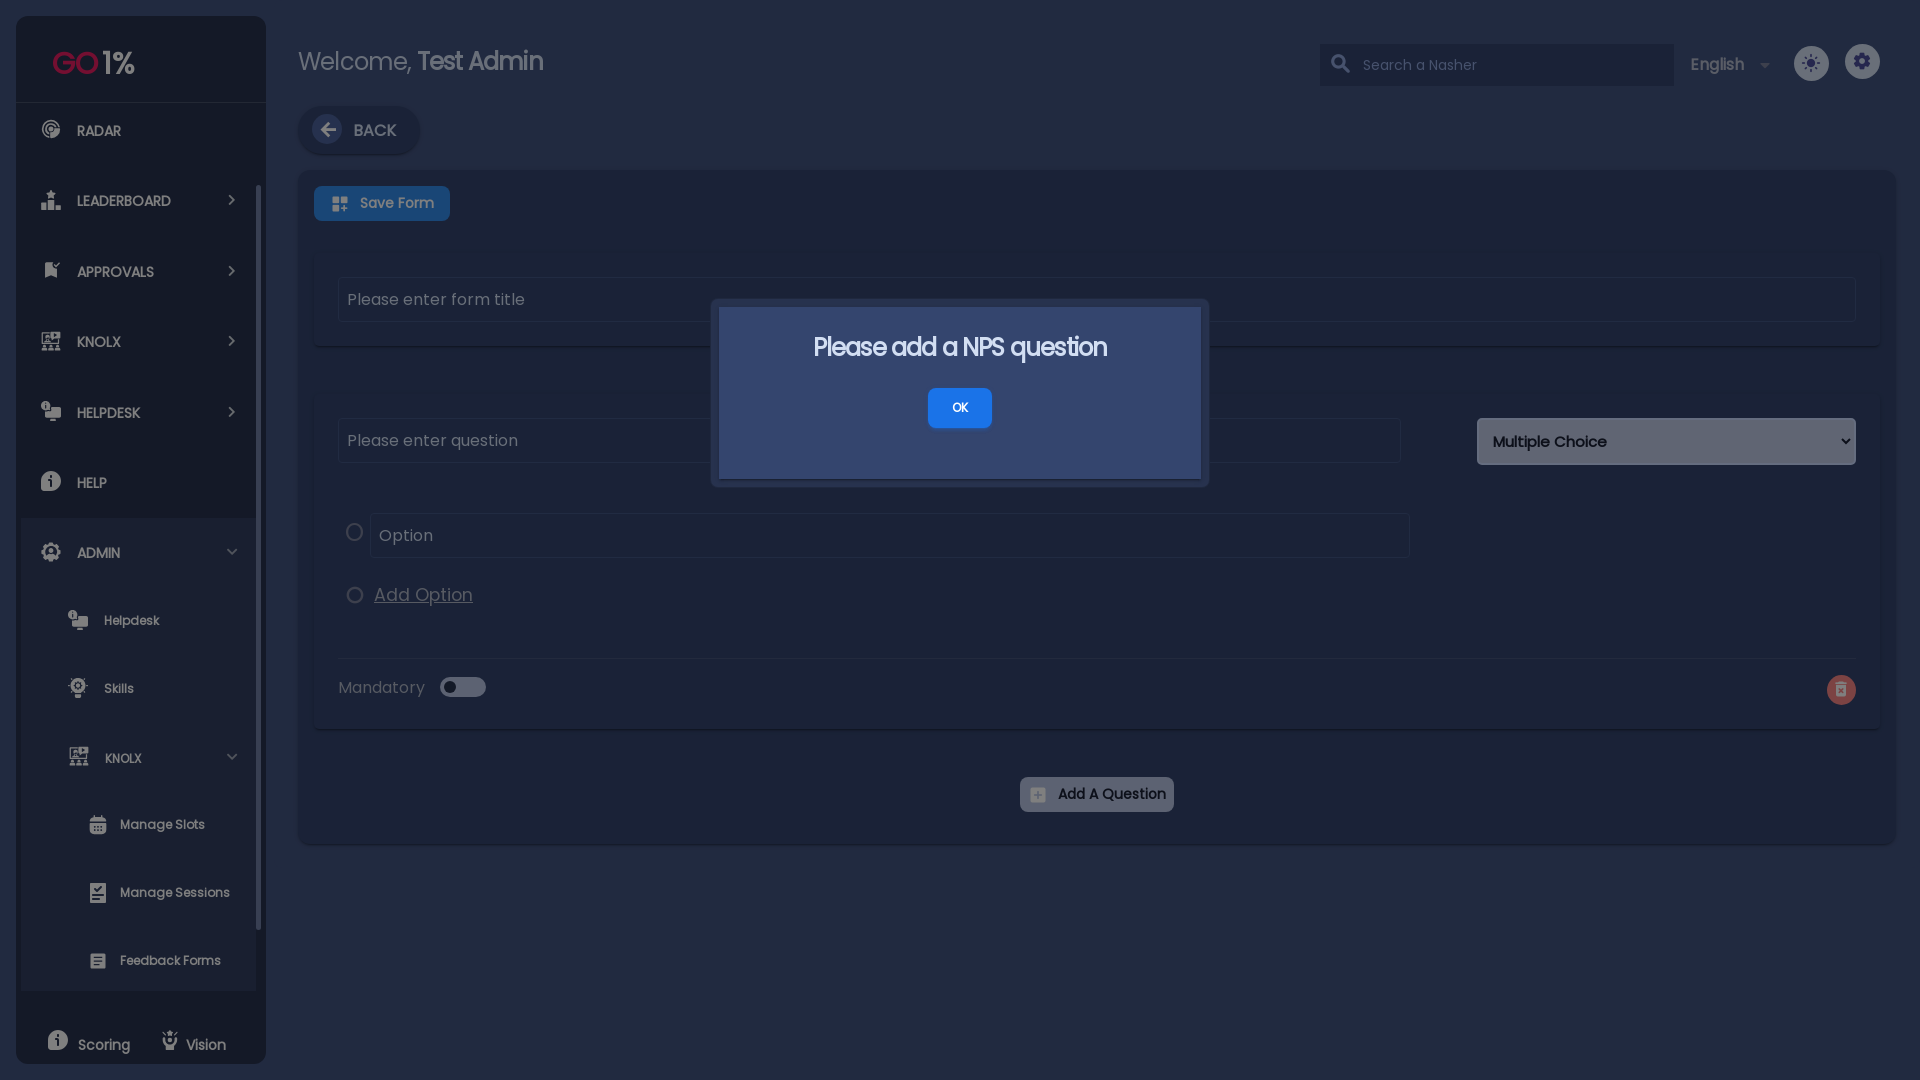 GO 1%
Welcome, Test Admin
Search a Nasher
English
BACK
RADAR
LEADERBOARD
APPROVALS
KNOLX
HELPDESK
HELP
ADMIN
Helpdesk
Skills
KNOLX
Manage Slots
Manage Sessions
Feedback Forms
Scoring
Vision
Save Form
Please enter form title
Please add a NPS question
OK
Please enter question
Multiple Choice
Option
Add Option
Mandatory
Add A Question